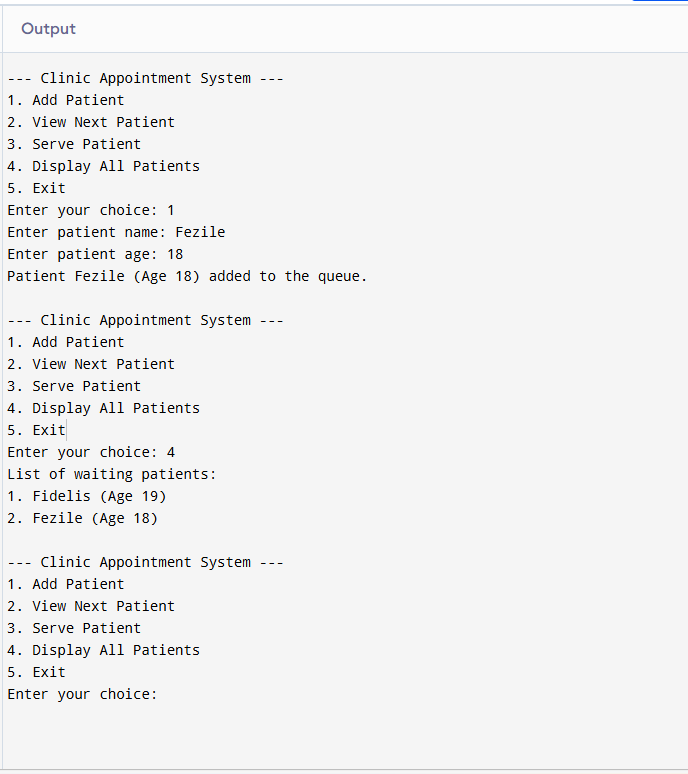 Output
--- Clinic Appointment System ---
1. Add Patient
2. View Next Patient
3. Serve Patient
4. Display All Patients
5. Exit
Enter your choice: 1
Enter patient name: Fezile
Enter patient age: 18
Patient Fezile (Age 18) added to the queue.
--- Clinic Appointment System ---
1. Add Patient
2. View Next Patient
3. Serve Patient
4. Display All Patients
5. Exit
Enter your choice: 4
List of waiting patients:
1. Fidelis (Age 19)
2. Fezile (Age 18)
--- Clinic Appointment System ---
1. Add Patient
2. View Next Patient
3. Serve Patient
4. Display All Patients
5. Exit
Enter your choice: